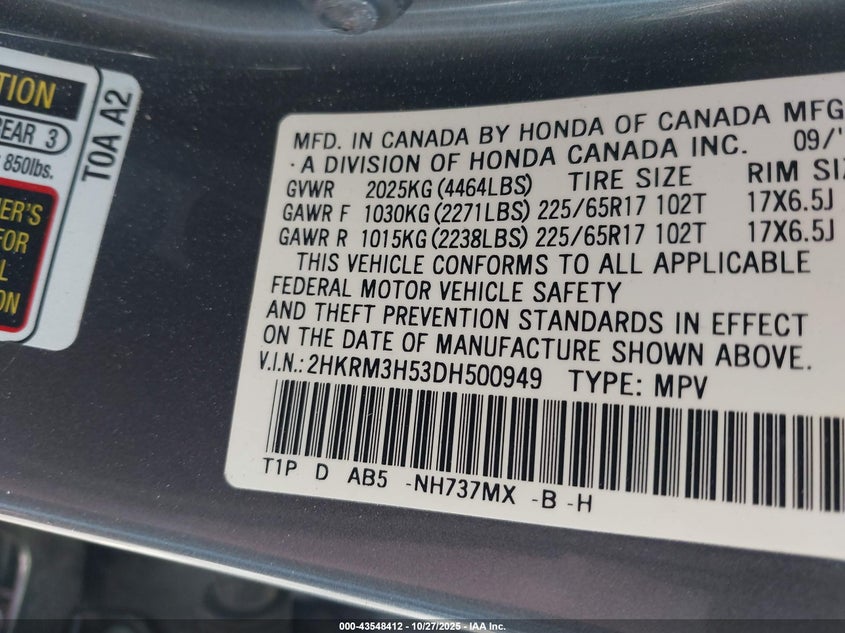 TION
REAR 3
850lbs.
ER'S
FOR
L
ON
TOA A2
MFD. IN CANADA BY HONDA OF CANADA MFG
· A DIVISION OF HONDA CANADA INC. 09/'
GVWR 2025KG (4464LBS) TIRE SIZE RIM SIZ
GAWR F 1030KG (2271LBS) 225/65R17 102T 17X6.5J
GAWR R 1015KG (2238LBS) 225/65R17 102T 17X6.5J
THIS VEHICLE CONFORMS TO ALL APPLICABLE
FEDERAL MOTOR VEHICLE SAFETY
AND THEFT PREVENTION STANDARDS IN EFFECT
ON THE DATE OF MANUFACTURE SHOWN ABOVE.
V.I.N.: 2HKRM3H53DH500949 TYPE: MPV
T1P D AB5 -NH737MX -B -H
000-43548412 - 10/27/2025 - IAA Inc.